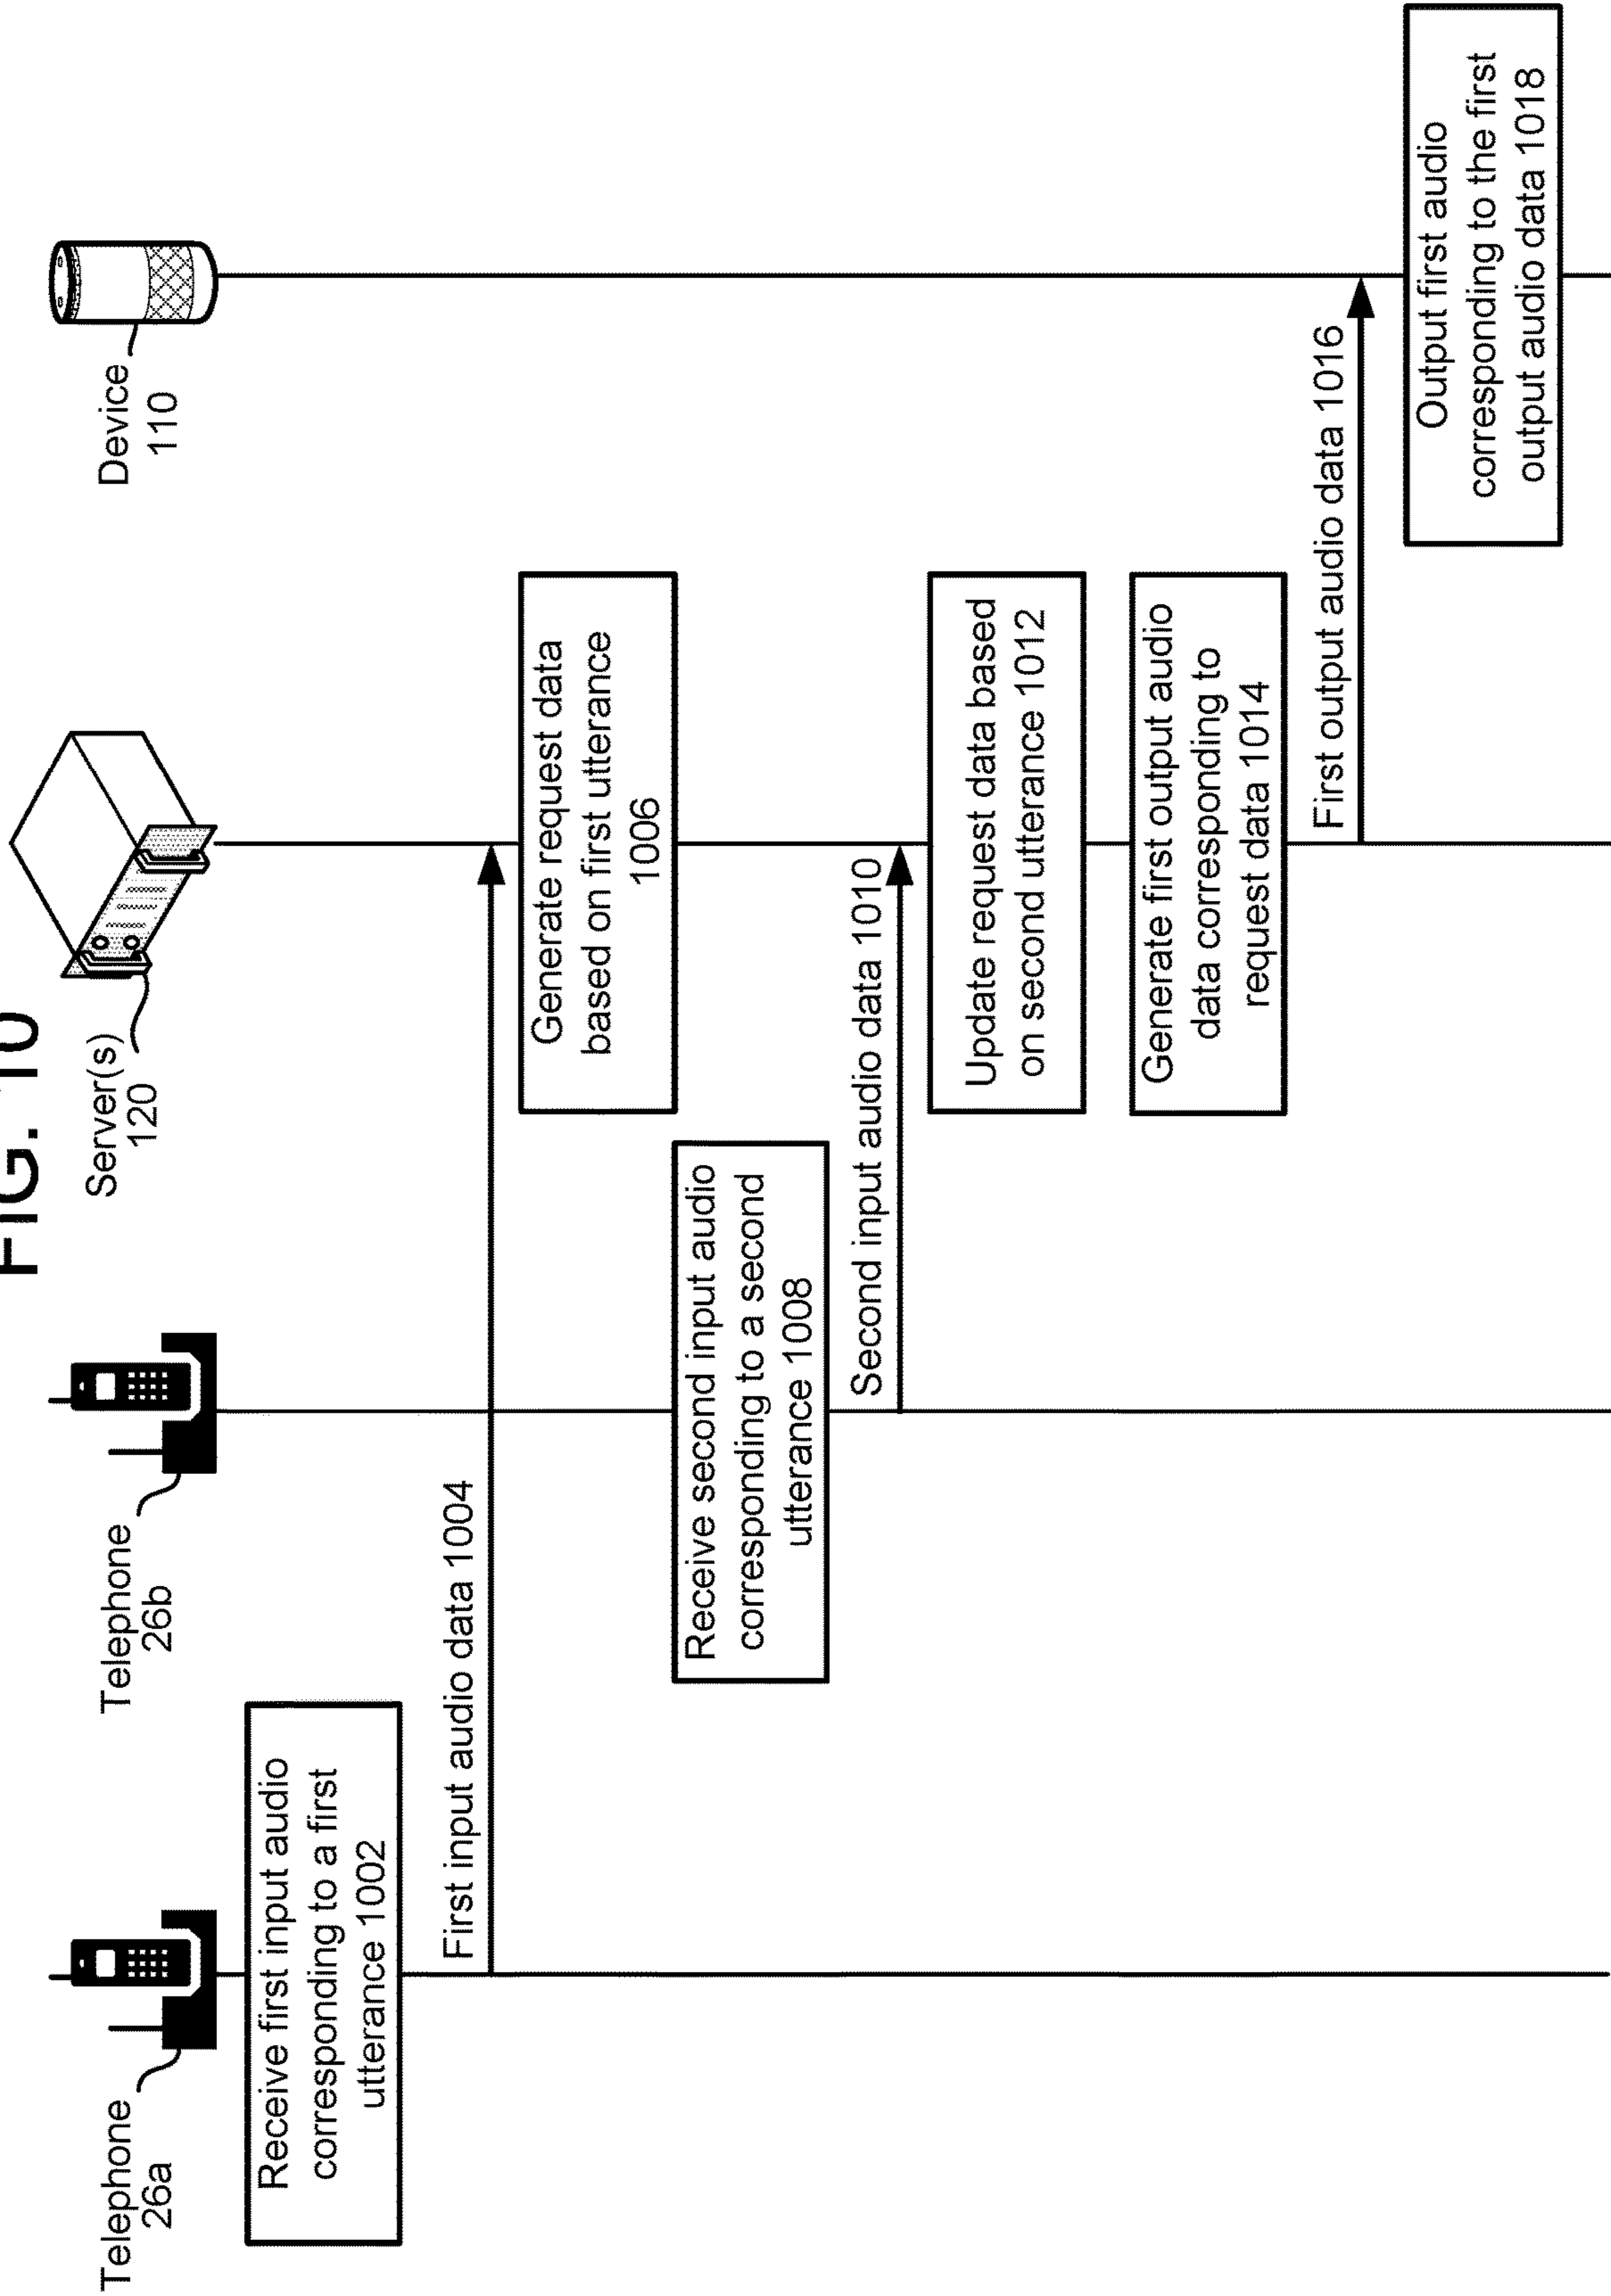 FIG. 10
Telephone
26a
Telephone
26b
Server(s)
120
Device
110
Receive first input audio
corresponding to a first
utterance 1002
First input audio data 1004
Generate request data
based on first utterance
1006
Receive second input audio
corresponding to a second
utterance 1008
Second input audio data 1010
Update request data based
on second utterance 1012
Generate first output audio
data corresponding to
request data 1014
First output audio data 1016
Output first audio
corresponding to the first
output audio data 1018